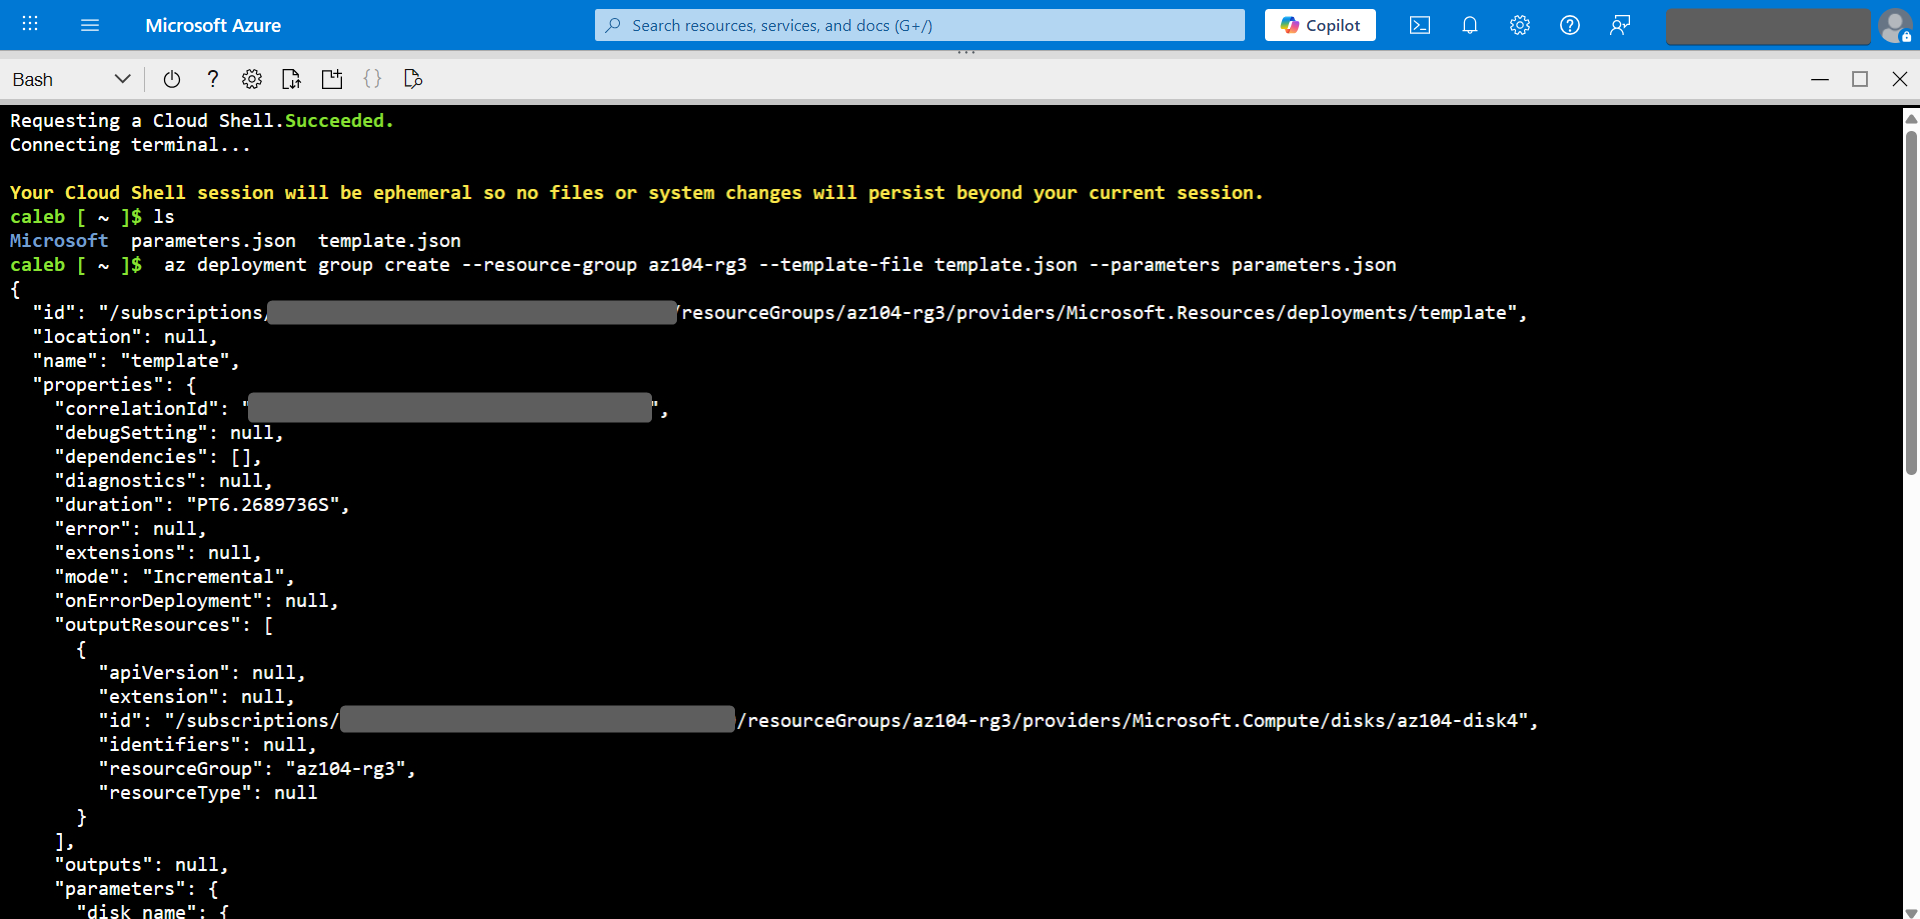 Microsoft Azure
Search resources, services, and docs (G+/)
Copilot
Bash
Requesting a Cloud Shell.Succeeded.
Connecting terminal...
Your Cloud Shell session will be ephemeral so no files or system changes will persist beyond your current session.
caleb [ ~ ]$ ls
Microsoft  parameters.json  template.json
caleb [ ~ ]$  az deployment group create --resource-group az104-rg3 --template-file template.json --parameters parameters.json
{
  "id": "/subscriptions/ /resourceGroups/az104-rg3/providers/Microsoft.Resources/deployments/template",
  "location": null,
  "name": "template",
  "properties": {
    "correlationId": " ",
    "debugSetting": null,
    "dependencies": [],
    "diagnostics": null,
    "duration": "PT6.2689736S",
    "error": null,
    "extensions": null,
    "mode": "Incremental",
    "onErrorDeployment": null,
    "outputResources": [
      {
        "apiVersion": null,
        "extension": null,
        "id": "/subscriptions/ /resourceGroups/az104-rg3/providers/Microsoft.Compute/disks/az104-disk4",
        "identifiers": null,
        "resourceGroup": "az104-rg3",
        "resourceType": null
      }
    ],
    "outputs": null,
    "parameters": {
      "disk_name": {